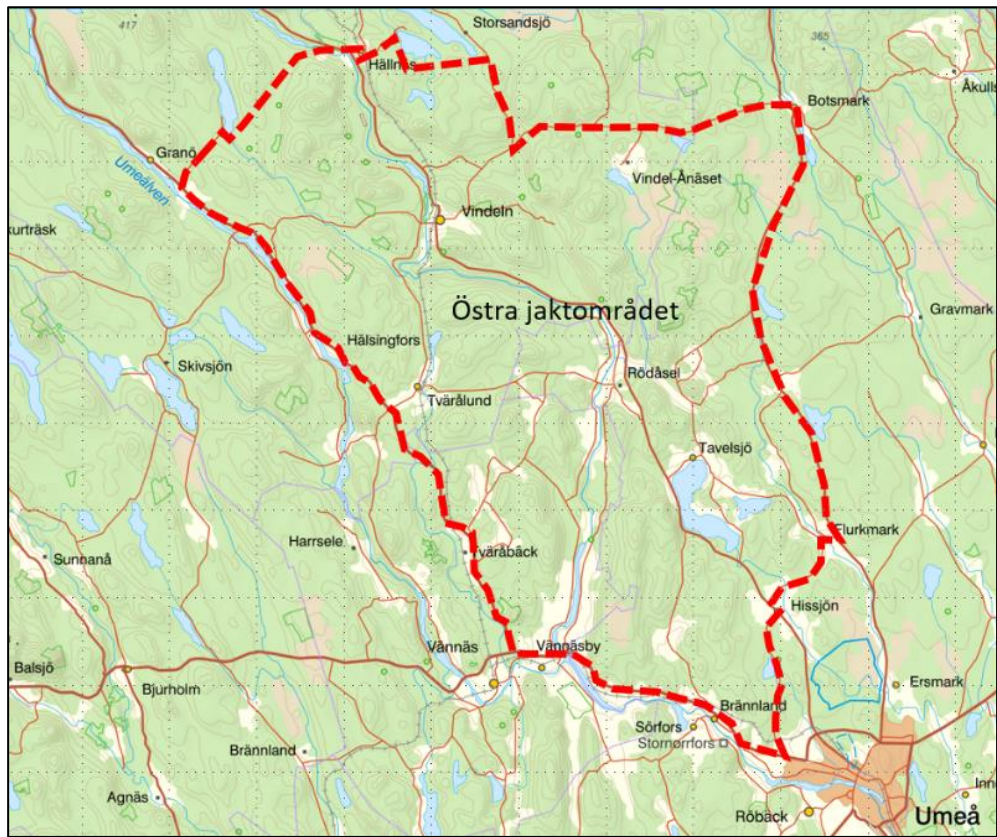 417
Storsandsjö
365
Hällnäs
Botsmark
Åkulls
Granö
Umeälven
Vindel-Ånäset
Vindeln
kurträsk
Östra jaktområdet
Gravmark
Hälsingfors
Skivsjön
Rödåsel
Tvärålund
Tavelsjö
Flurkmark
Harrsele
Tväråbäck
Sunnanå
Hissjön
Vännäs
Vännäsby
Balsjö
Bjurholm
Ersmark
Brännland
Sörfors
Stornorrfors
Brännland
Agnäs
Inn
Röbäck
Umeå